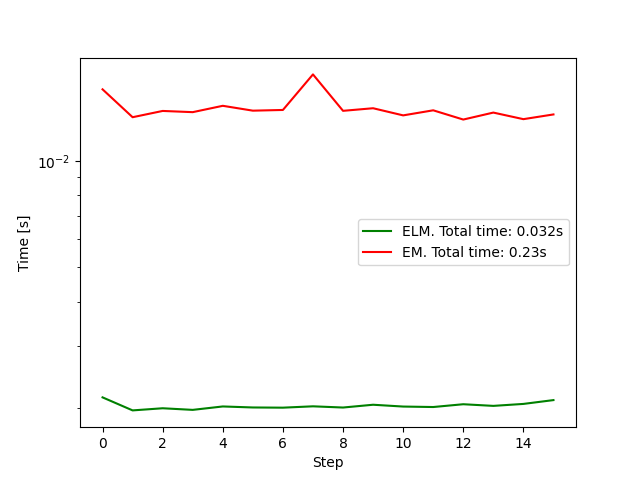 Time [s]
10⁻²
ELM. Total time: 0.032s
EM. Total time: 0.23s
0 2 4 6 8 10 12 14
Step